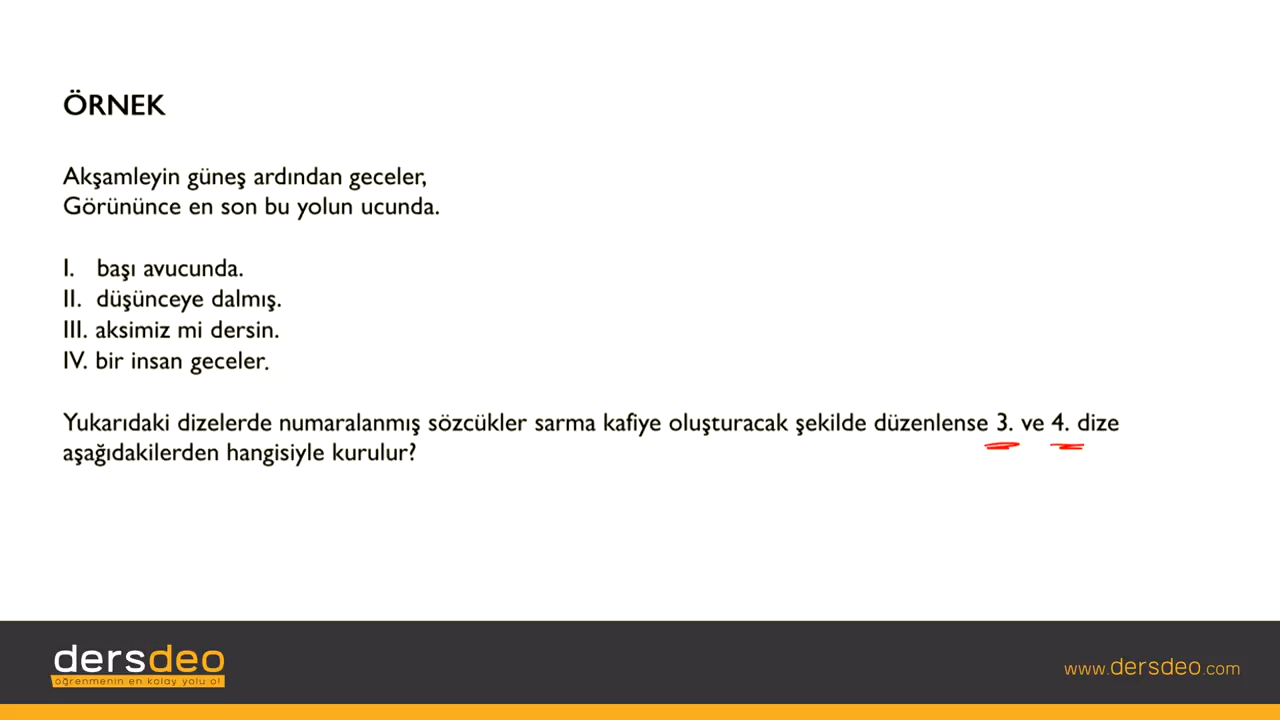 ÖRNEK
Akşamleyin güneş ardından geceler,
Görününce en son bu yolun ucunda.
I. başı avucunda.
II. düşünceye dalmış.
III. aksimiz mi dersin.
IV. bir insan geceler.
Yukarıdaki dizelerde numaralanmış sözcükler sarma kafiye oluşturacak şekilde düzenlense 3. ve 4. dize
aşağıdakilerden hangisiyle kurulur?
dersdeo
öğrenmenin en kolay yolu o!
www.dersdeo.com